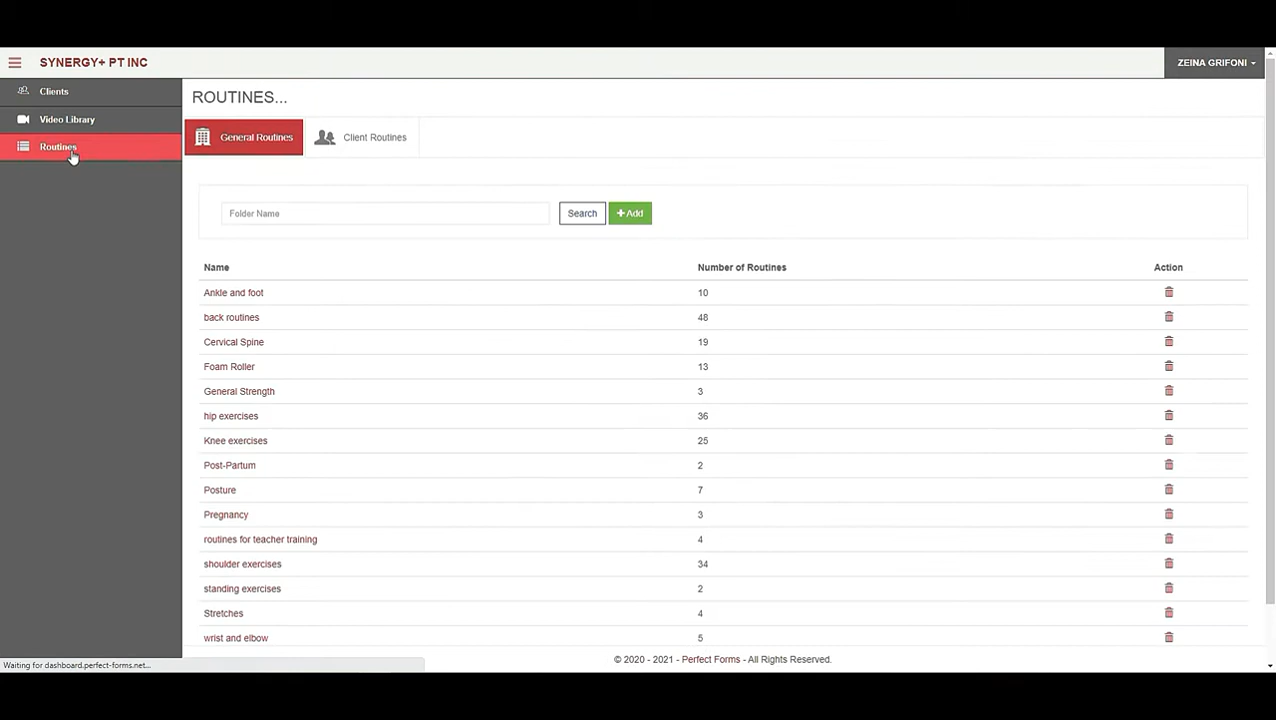 SYNERGY+ PT INC
ZEINA GRIFONI
Clients
Video Library
Routines
ROUTINES...
General Routines
Client Routines
Folder Name
Search
+Add
Name Number of Routines Action
Ankle and foot 10
back routines 48
Cervical Spine 19
Foam Roller 13
General Strength 3
hip exercises 36
Knee exercises 25
Post-Partum 2
Posture 7
Pregnancy 3
routines for teacher training 4
shoulder exercises 34
standing exercises 2
Stretches 4
wrist and elbow 5
Waiting for dashboard.perfect-forms.net...
© 2020 - 2021 - Perfect Forms - All Rights Reserved.